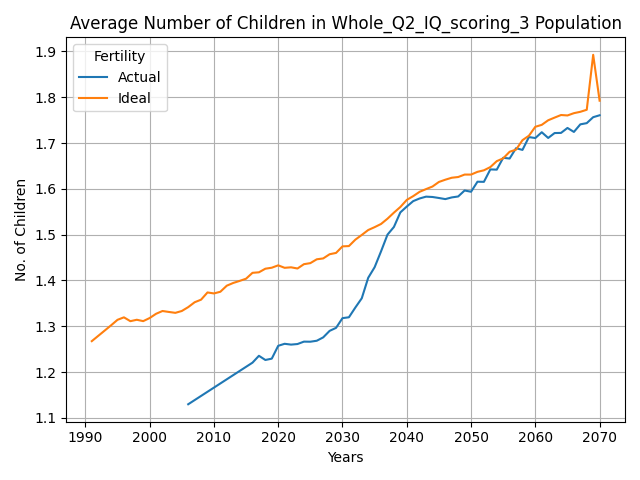 Average Number of Children in Whole_Q2_IQ_scoring_3 Population
Fertility
Actual
Ideal
No. of Children
1.9
1.8
1.7
1.6
1.5
1.4
1.3
1.2
1.1
1990 2000 2010 2020 2030 2040 2050 2060 2070
Years